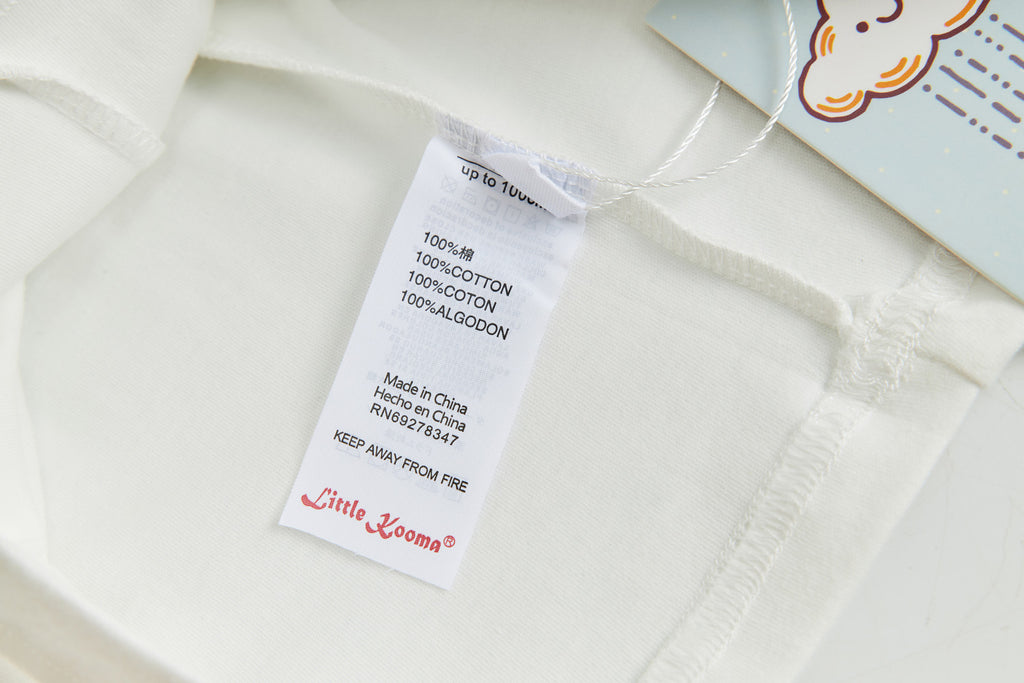 up to
100%棉
100%COTTON
100%COTON
100%ALGODON
Made in China
Hecho en China
RN69278347
KEEP AWAY FROM FIRE
Little Kooma®